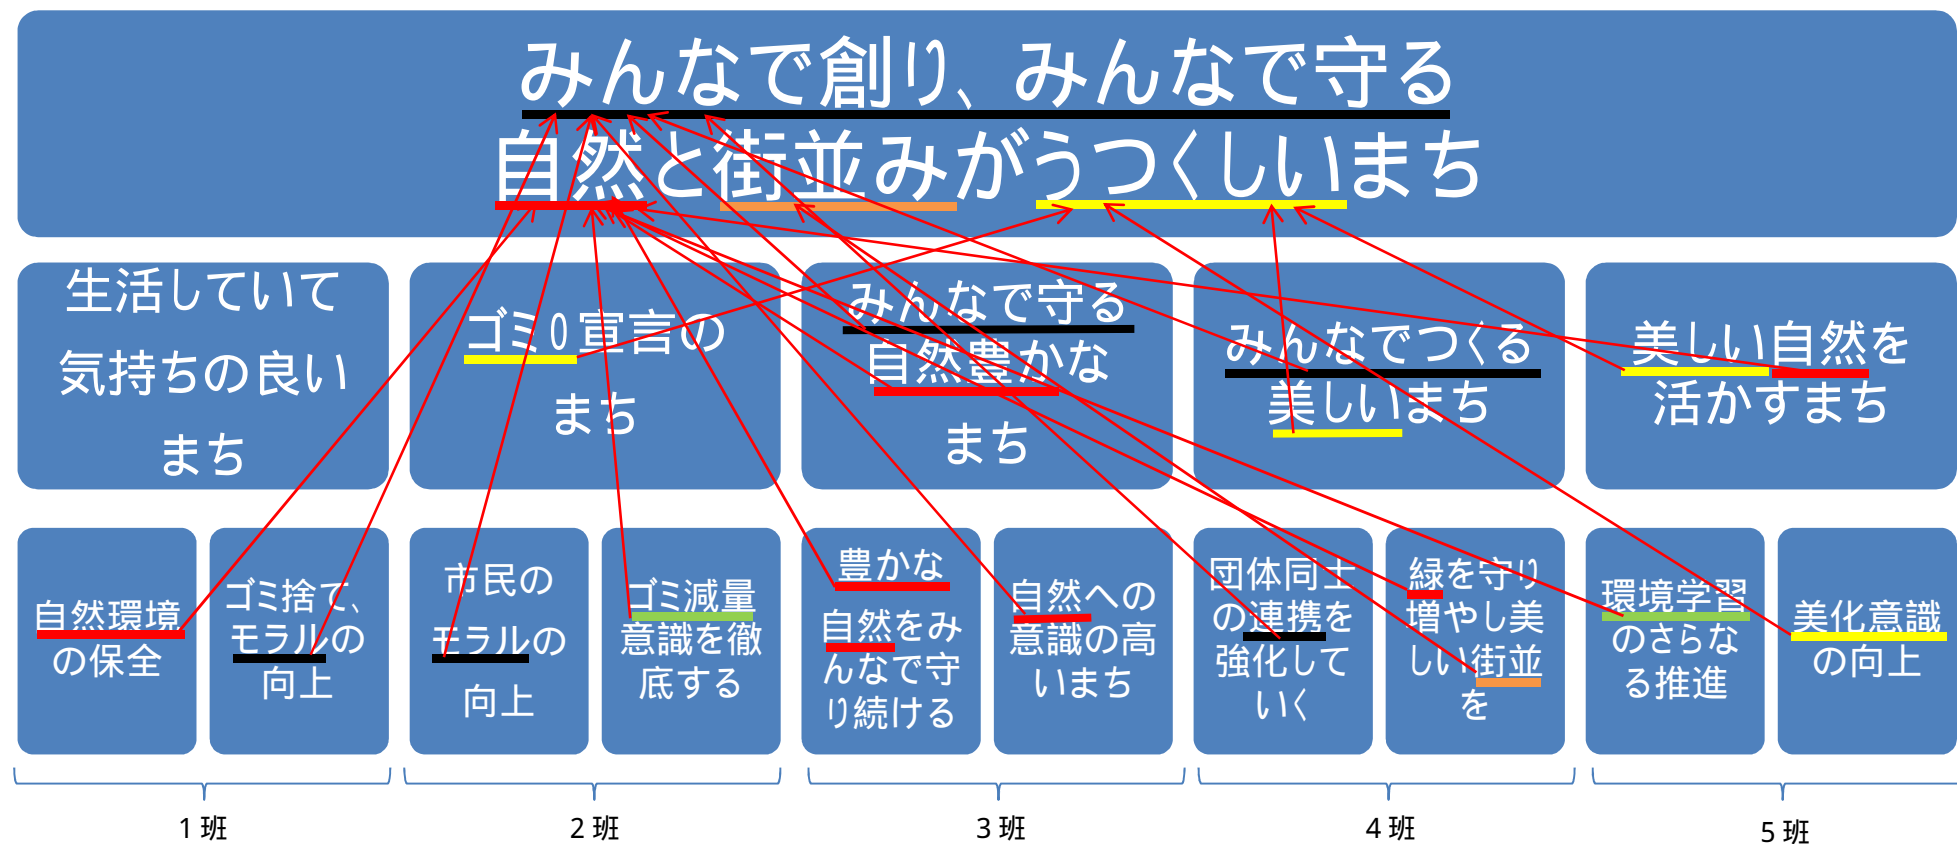 みんなで創り、みんなで守る
自然と街並みがうつくしいまち
生活していて
気持ちの良い
まち
ゴミ0宣言の
まち
みんなで守る
自然豊かな
まち
みんなでつくる
美しいまち
美しい自然を
活かすまち
自然環境
の保全
ゴミ捨て、
モラルの
向上
市民の
モラルの
向上
ゴミ減量
意識を徹
底する
豊かな
自然をみ
んなで守
り続ける
自然への
意識の高
いまち
団体同士
の連携を
強化して
いく
緑を守り
増やし美
しい街並
を
環境学習
のさらな
る推進
美化意識
の向上
1班
2班
3班
4班
5班